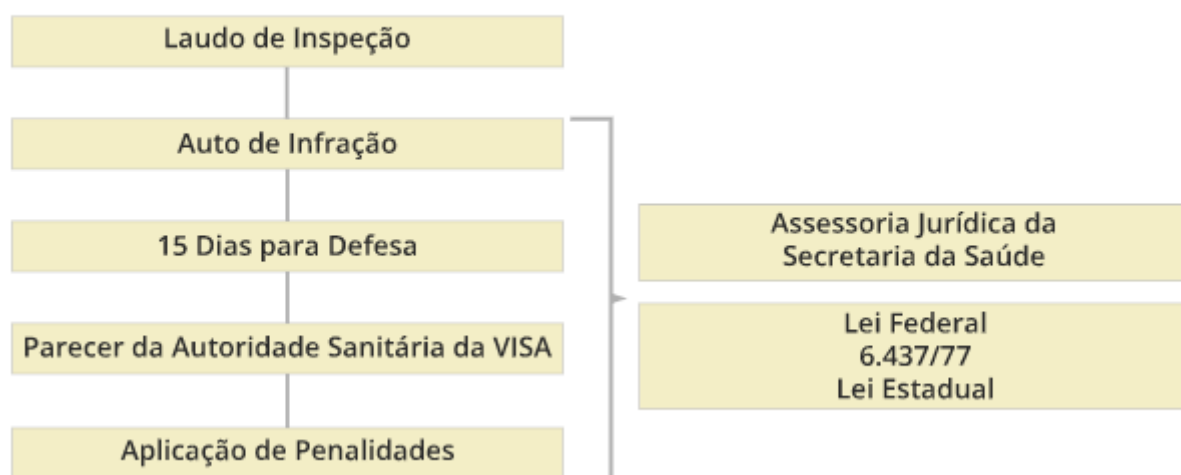 Laudo de Inspeção
Auto de Infração
15 Dias para Defesa
Parecer da Autoridade Sanitária da VISA
Aplicação de Penalidades
Assessoria Jurídica da
Secretaria da Saúde
Lei Federal
6.437/77
Lei Estadual